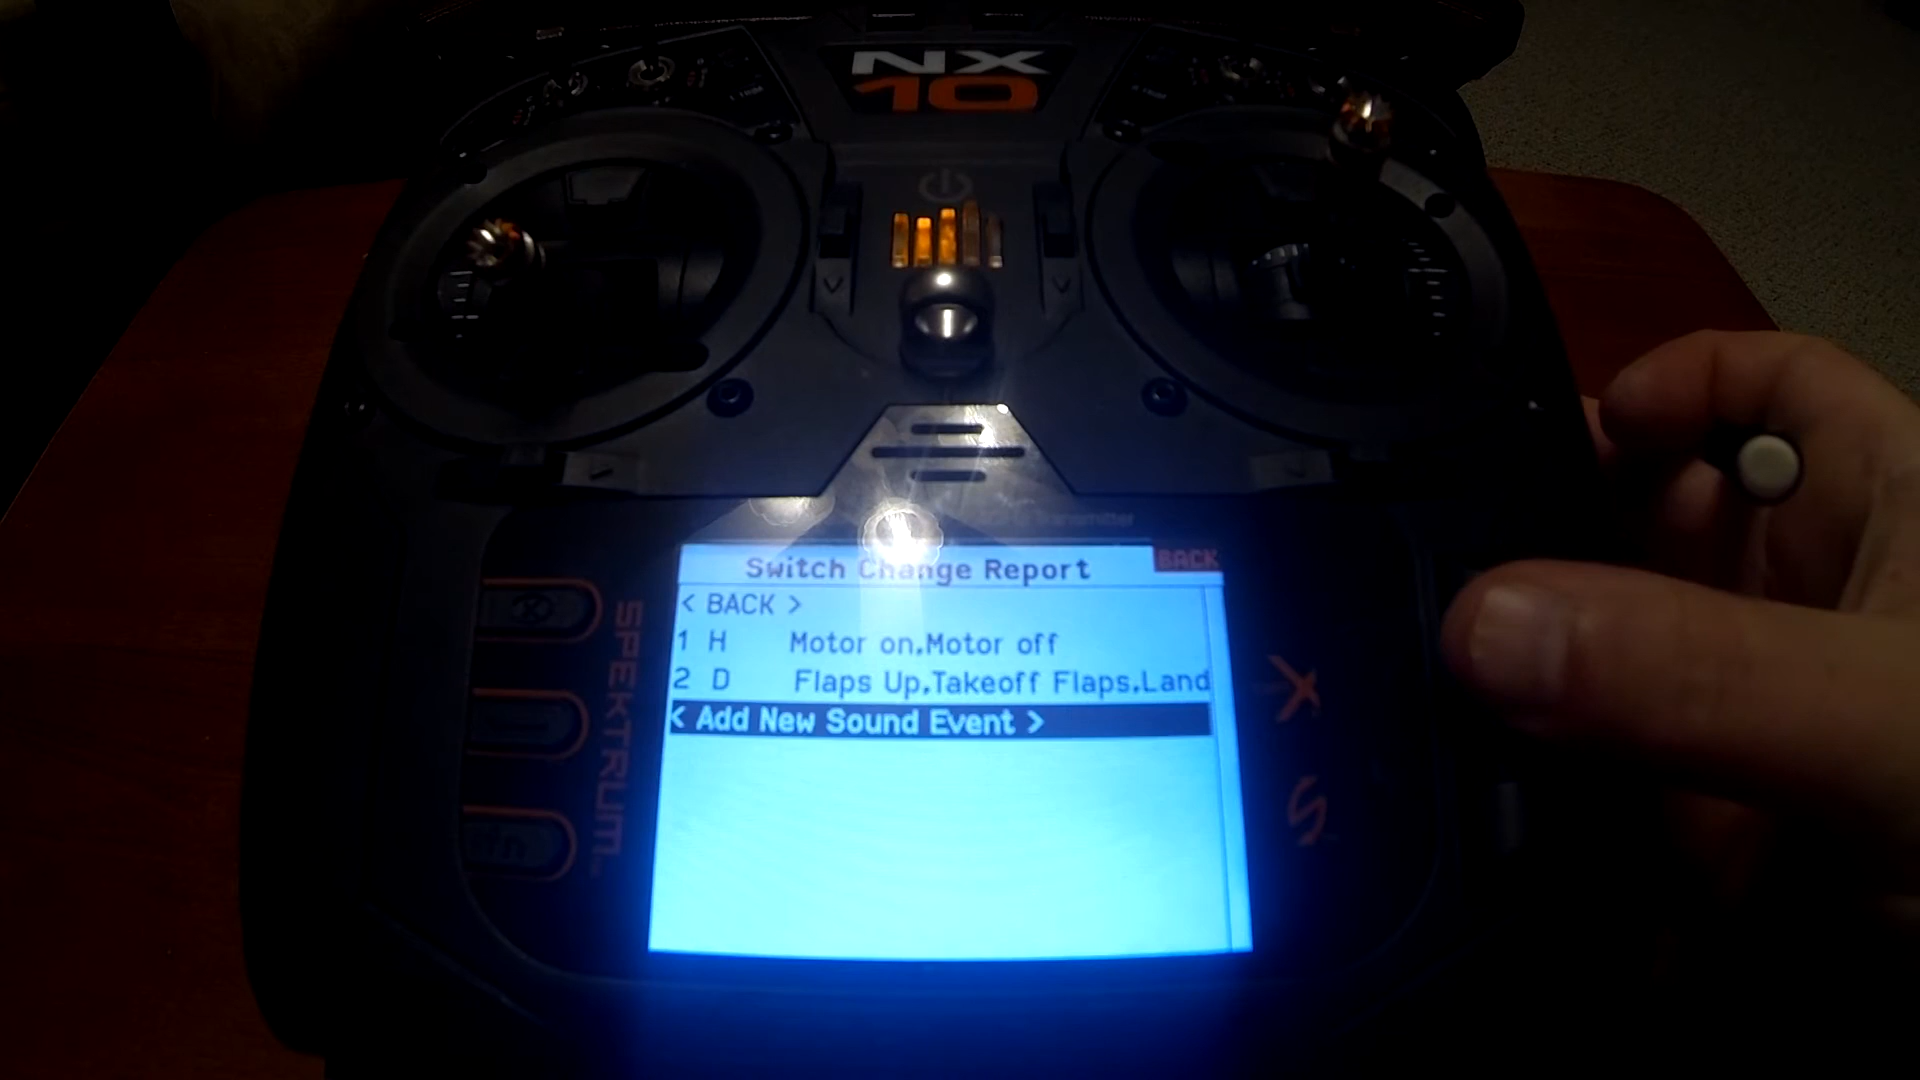 NX
10
transmitter
Switch Change Report
BACK
< BACK >
1 H Motor on,Motor off
2 D Flaps Up,Takeoff Flaps,Land
< Add New Sound Event >
SPEKTRUM